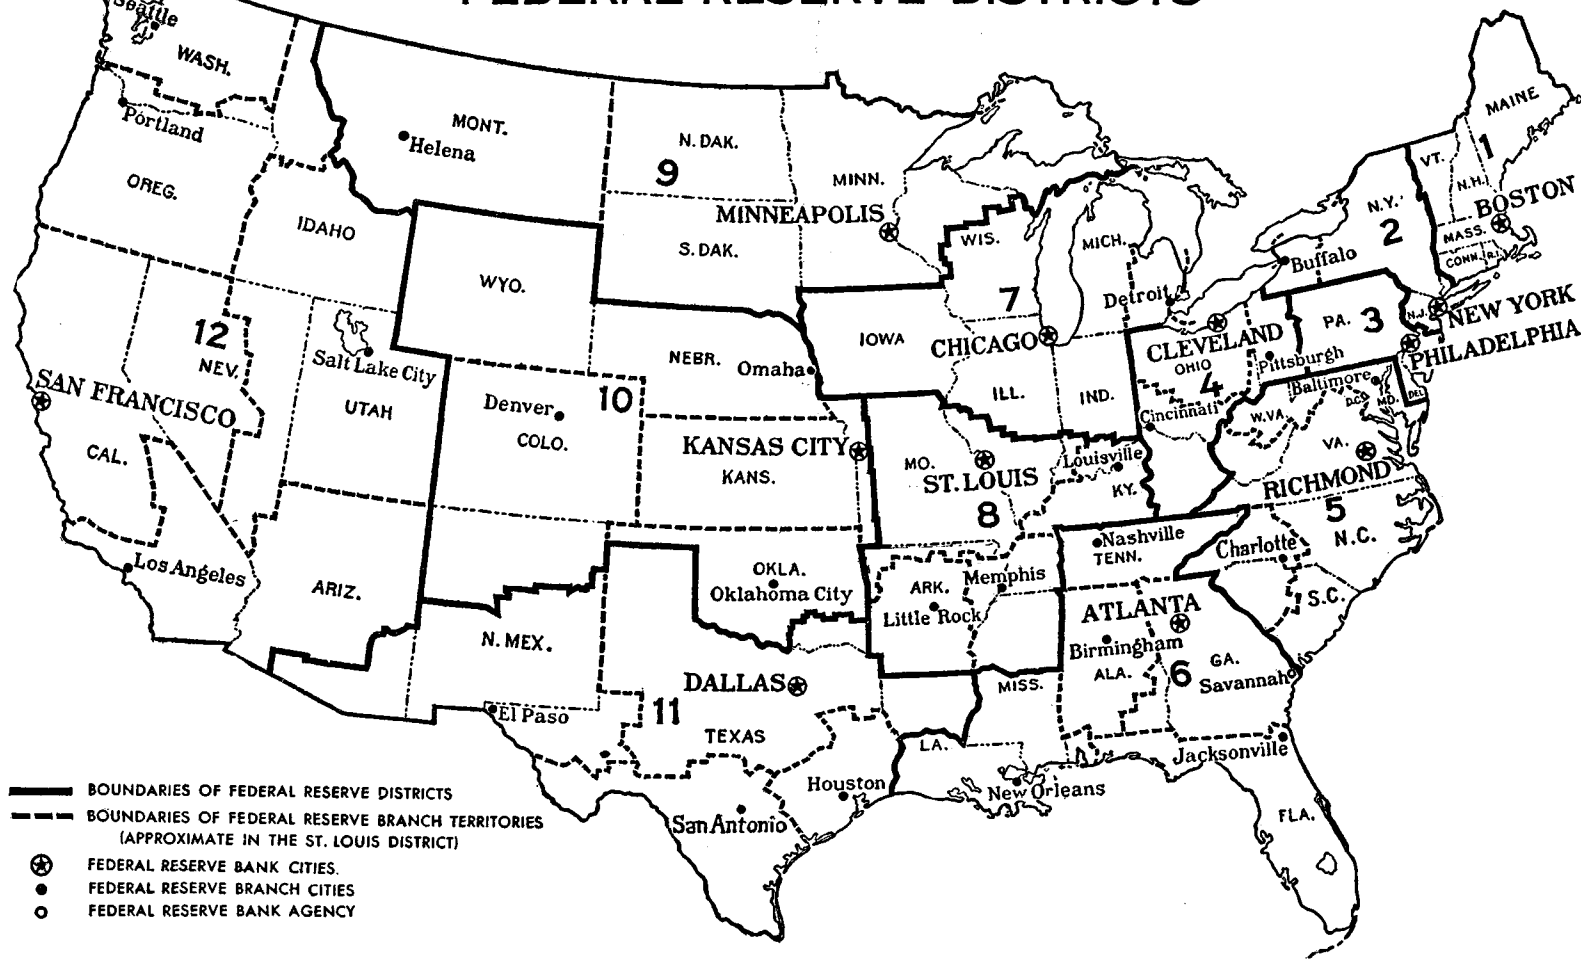 FEDERAL RESERVE DISTRICTS
Seattle
WASH.
Portland
OREG.
IDAHO
MONT.
Helena
N. DAK.
9
MINN.
MINNEAPOLIS
S. DAK.
WYO.
WIS.
MICH.
7
Detroit
IOWA
CHICAGO
ILL.
IND.
MAINE
1
VT.
N.H.
BOSTON
MASS.
CONN.
R.I.
N.Y.
2
Buffalo
NEW YORK
N.J.
PA.
3
PHILADELPHIA
CLEVELAND
OHIO
4
Pittsburgh
Cincinnati
Baltimore
D.C.
MD.
DEL.
W.VA.
VA.
RICHMOND
5
N.C.
Charlotte
S.C.
12
NEV.
SAN FRANCISCO
CAL.
Los Angeles
Salt Lake City
UTAH
ARIZ.
NEBR.
Omaha
10
Denver
COLO.
KANSAS CITY
KANS.
MO.
ST. LOUIS
8
Louisville
KY.
OKLA.
Oklahoma City
ARK.
Little Rock
Memphis
Nashville
TENN.
ATLANTA
Birmingham
ALA.
6
GA.
Savannah
MISS.
Jacksonville
FLA.
LA.
New Orleans
N. MEX.
El Paso
DALLAS
11
TEXAS
Houston
San Antonio
BOUNDARIES OF FEDERAL RESERVE DISTRICTS
BOUNDARIES OF FEDERAL RESERVE BRANCH TERRITORIES
(APPROXIMATE IN THE ST. LOUIS DISTRICT)
FEDERAL RESERVE BANK CITIES.
FEDERAL RESERVE BRANCH CITIES
FEDERAL RESERVE BANK AGENCY